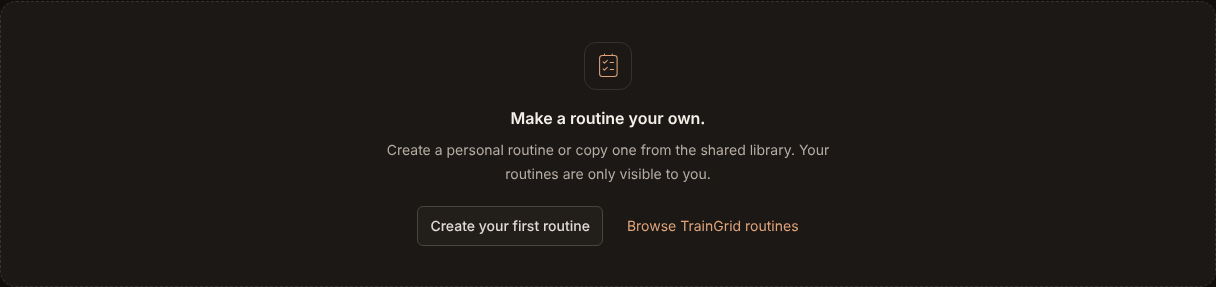 Make a routine your own.
Create a personal routine or copy one from the shared library. Your
routines are only visible to you.
Create your first routine
Browse TrainGrid routines